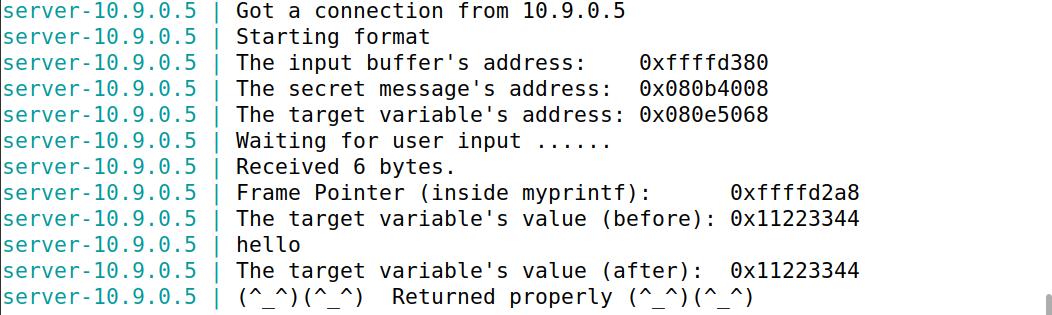 server-10.9.0.5 | Got a connection from 10.9.0.5
server-10.9.0.5 | Starting format
server-10.9.0.5 | The input buffer's address:    0xffffd380
server-10.9.0.5 | The secret message's address:  0x080b4008
server-10.9.0.5 | The target variable's address: 0x080e5068
server-10.9.0.5 | Waiting for user input ......
server-10.9.0.5 | Received 6 bytes.
server-10.9.0.5 | Frame Pointer (inside myprintf):      0xffffd2a8
server-10.9.0.5 | The target variable's value (before): 0x11223344
server-10.9.0.5 | hello
server-10.9.0.5 | The target variable's value (after):  0x11223344
server-10.9.0.5 | (^_^)(^_^)  Returned properly (^_^)(^_^)